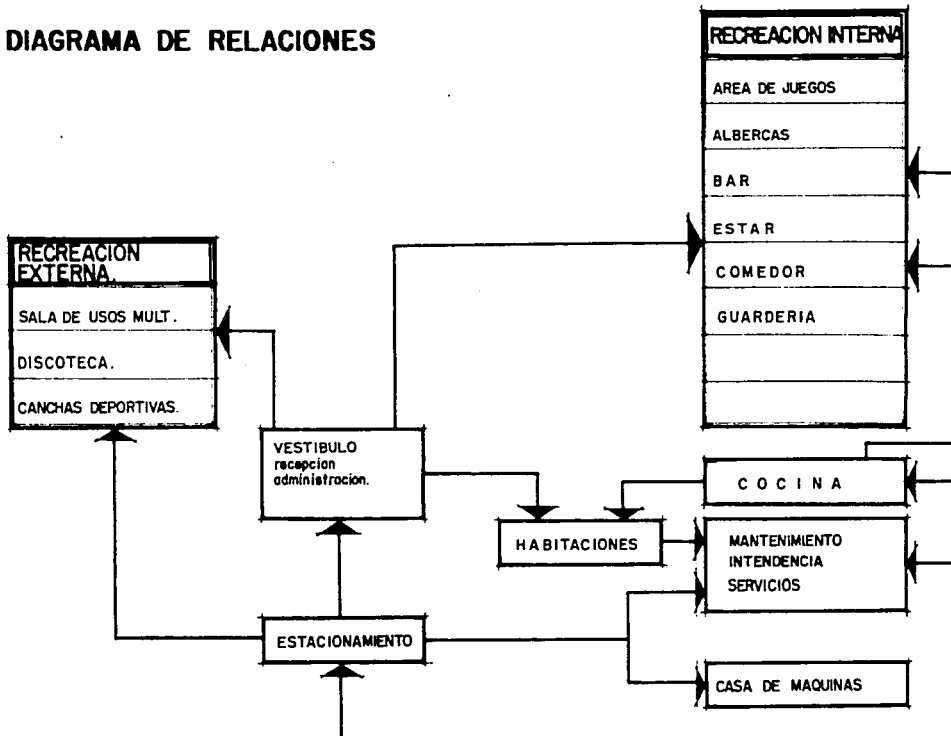 DIAGRAMA DE RELACIONES
RECREACION INTERNA
AREA DE JUEGOS
ALBERCAS
BAR
ESTAR
COMEDOR
GUARDERIA
RECREACION
EXTERNA.
SALA DE USOS MULT.
DISCOTECA.
CANCHAS DEPORTIVAS.
VESTIBULO
recepcion
administracion.
COCINA
HABITACIONES
MANTENIMIENTO
INTENDENCIA
SERVICIOS
ESTACIONAMIENTO
CASA DE MAQUINAS